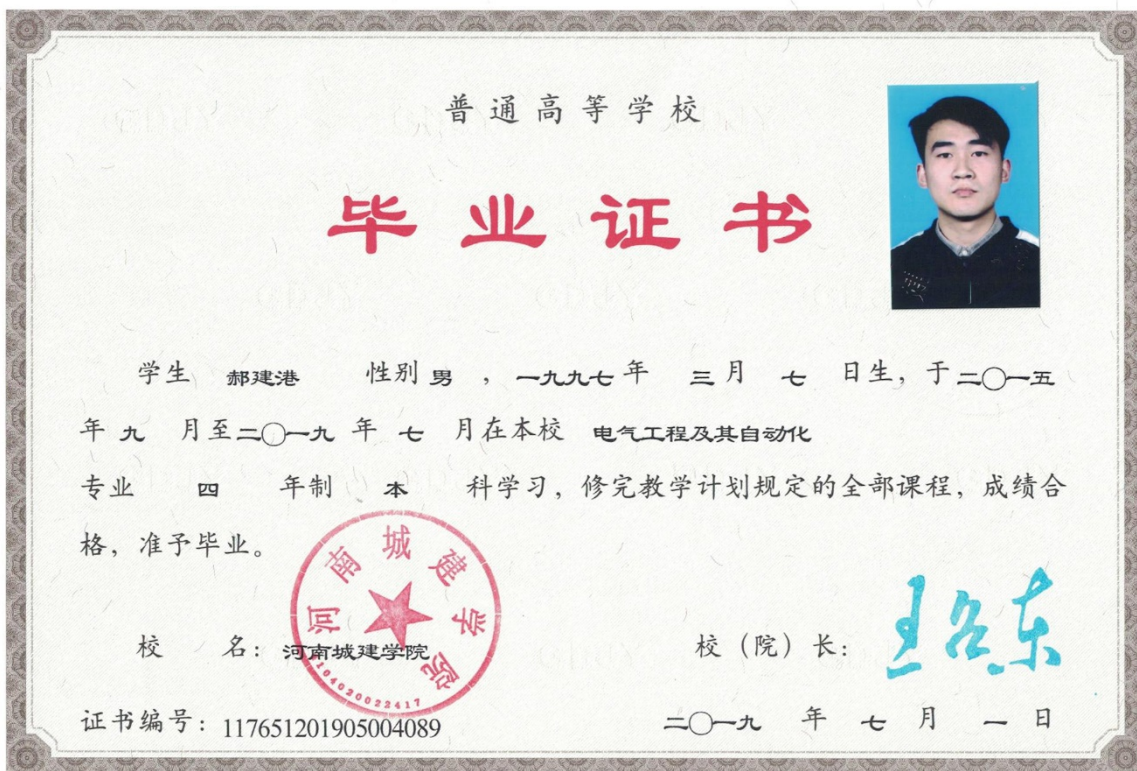 普通高等学校
毕业证书
学生 郝建港 性别 男 ，一九九七 年 三 月 七 日生，于 二〇一五
年 九 月至 二〇一九 年 七 月在本校 电气工程及其自动化
专业 四 年制 本 科学习，修完教学计划规定的全部课程，成绩合
格，准予毕业。
河南城建学院
校 名：河南城建学院 校（院）长：
证书编号：117651201905004089 二〇一九 年 七 月 一 日